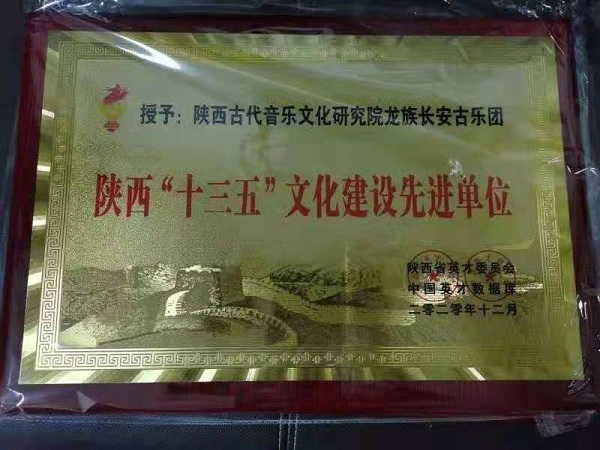 授予：陕西古代音乐文化研究院龙族长安古乐团
陕西“十三五”文化建设先进单位
陕西省英才委员会
中国英才数据库
二〇二〇年十二月